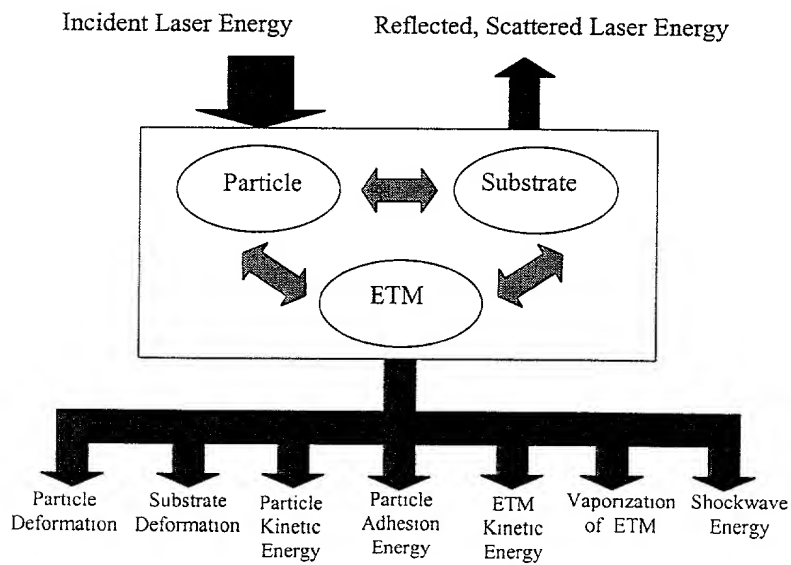 Incident Laser Energy
Reflected, Scattered Laser Energy
Particle
Substrate
ETM
Particle
Deformation
Substrate
Deformation
Particle
Kinetic
Energy
Particle
Adhesion
Energy
ETM
Kinetic
Energy
Vaporization
of ETM
Shockwave
Energy